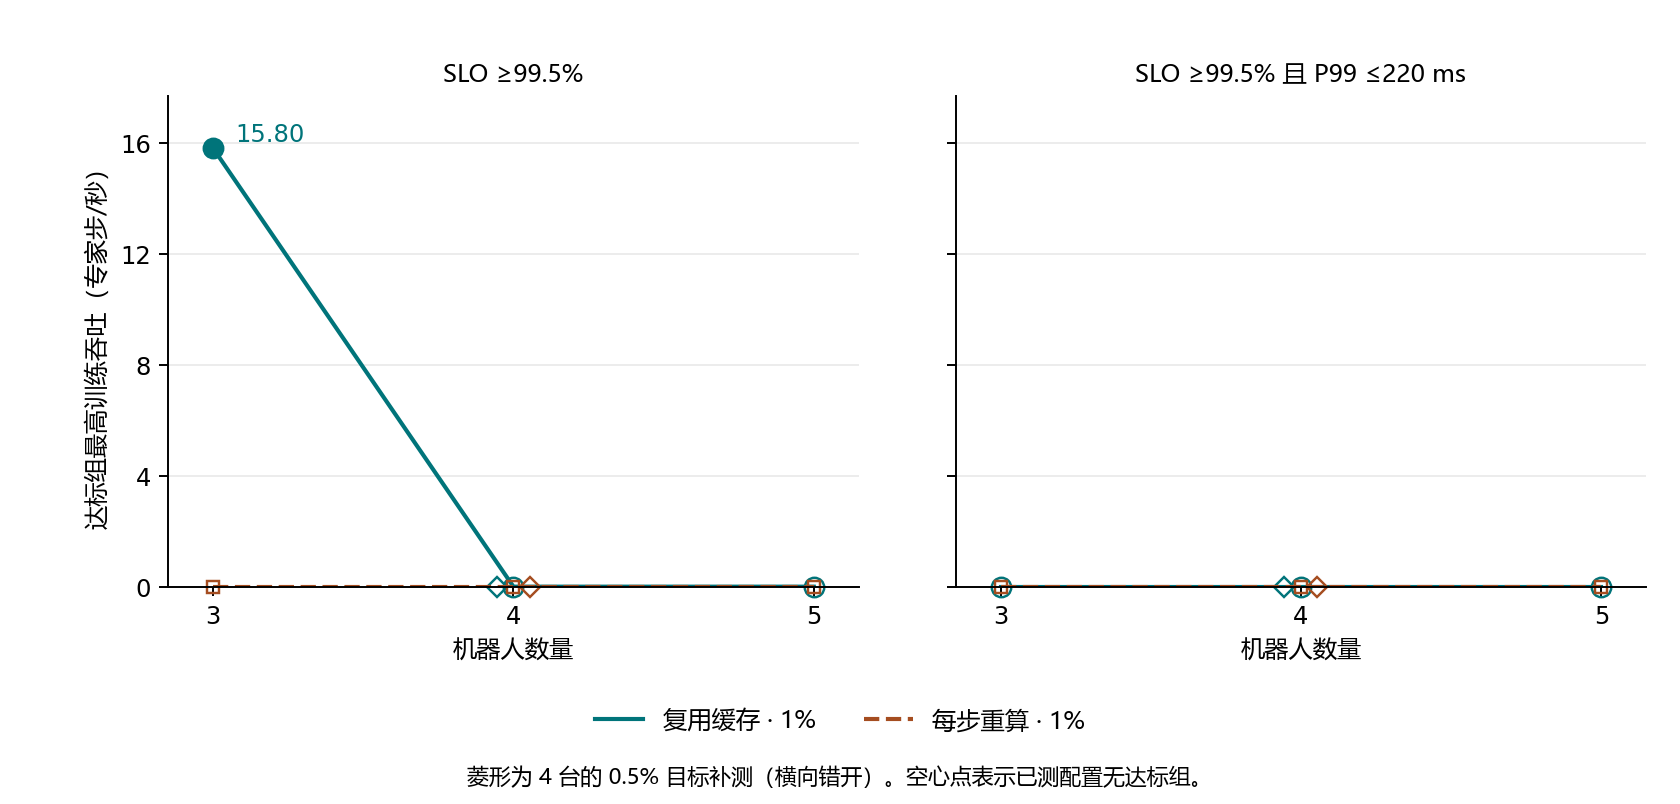 SLO ≥99.5%
SLO ≥99.5% 且 P99 ≤220 ms
达标组最高训练吞吐（专家步/秒）
16
12
8
4
0
15.80
3
4
5
机器人数量
3
4
5
机器人数量
复用缓存 · 1%
每步重算 · 1%
菱形为 4 台的 0.5% 目标补测（横向错开）。空心点表示已测配置无达标组。